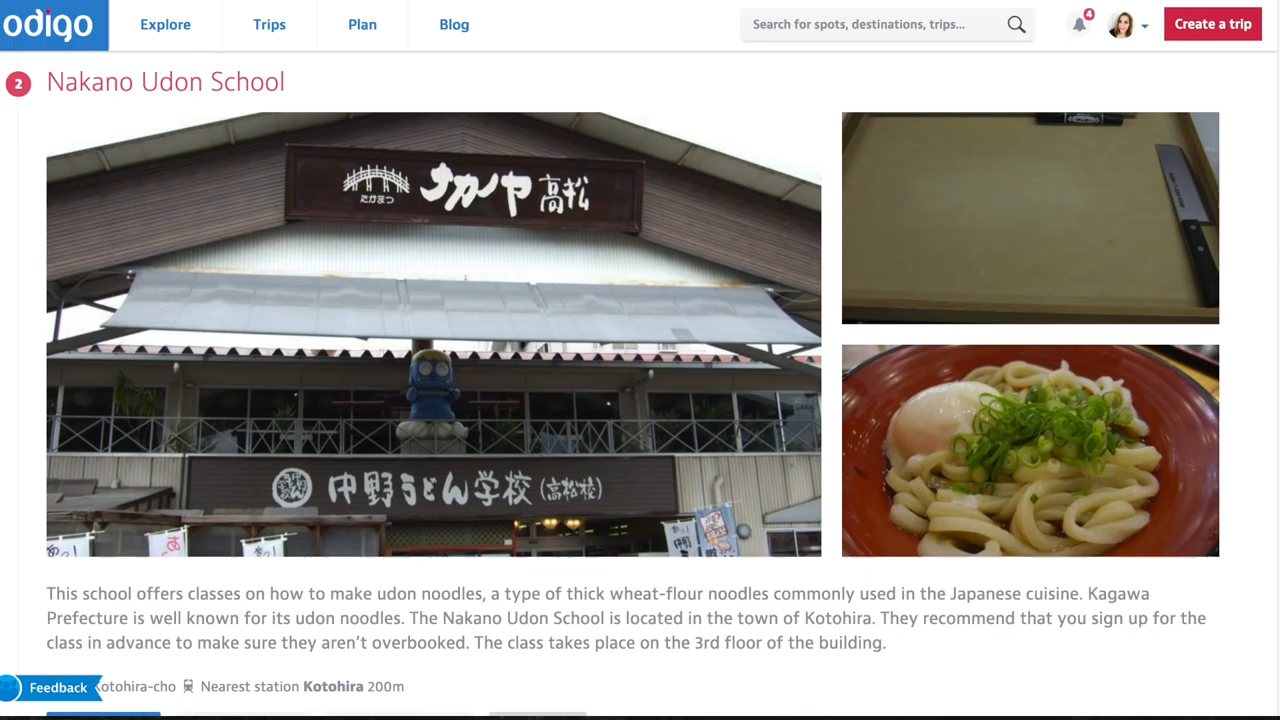 odigo
Explore
Trips
Plan
Blog
Search for spots, destinations, trips...
4
Create a trip
2
Nakano Udon School
たかまつ
ナカノヤ高松
中野うどん学校(高松校)
This school offers classes on how to make udon noodles, a type of thick wheat-flour noodles commonly used in the Japanese cuisine. Kagawa
Prefecture is well known for its udon noodles. The Nakano Udon School is located in the town of Kotohira. They recommend that you sign up for the
class in advance to make sure they aren't overbooked. The class takes place on the 3rd floor of the building.
Feedback
otohira-cho Nearest station Kotohira 200m